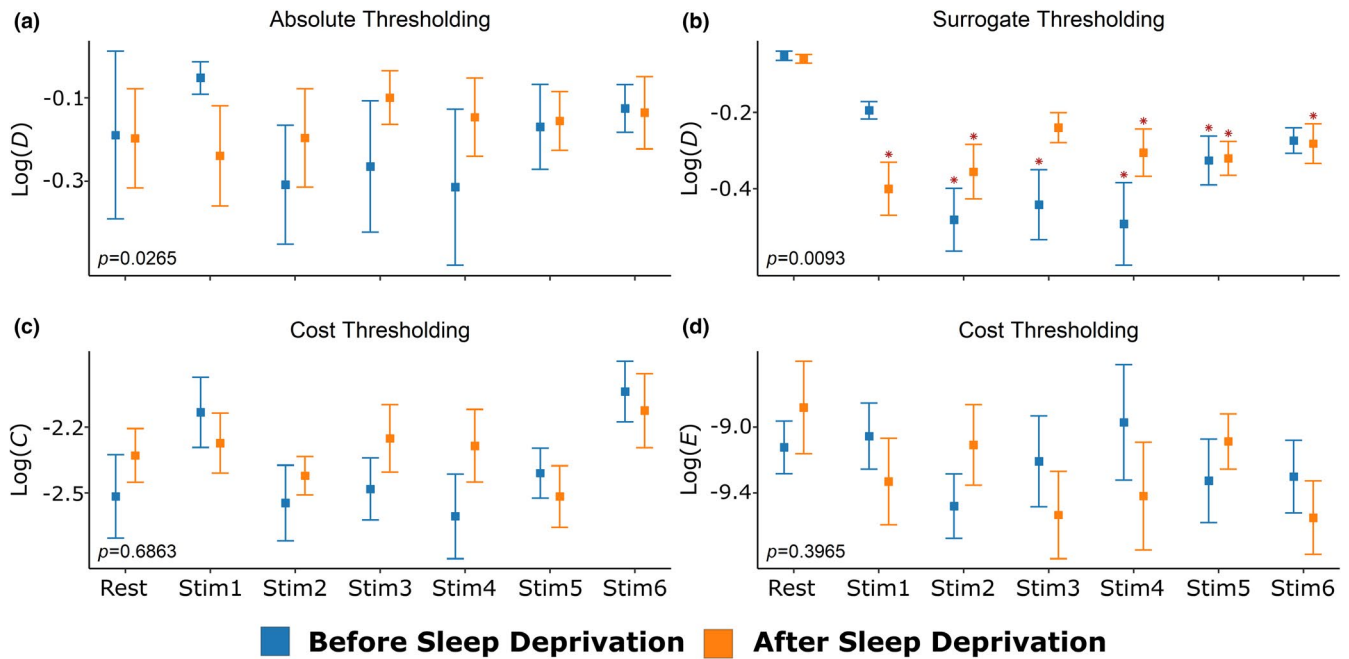 (a) Absolute Thresholding
Log(D)
-0.1
-0.3
p=0.0265
(b) Surrogate Thresholding
Log(D)
-0.2
-0.4
* * * * * * * * * *
p=0.0093
(c) Cost Thresholding
Log(C)
-2.2
-2.5
p=0.6863
Rest Stim1 Stim2 Stim3 Stim4 Stim5 Stim6
(d) Cost Thresholding
Log(E)
-9.0
-9.4
p=0.3965
Rest Stim1 Stim2 Stim3 Stim4 Stim5 Stim6
Before Sleep Deprivation After Sleep Deprivation